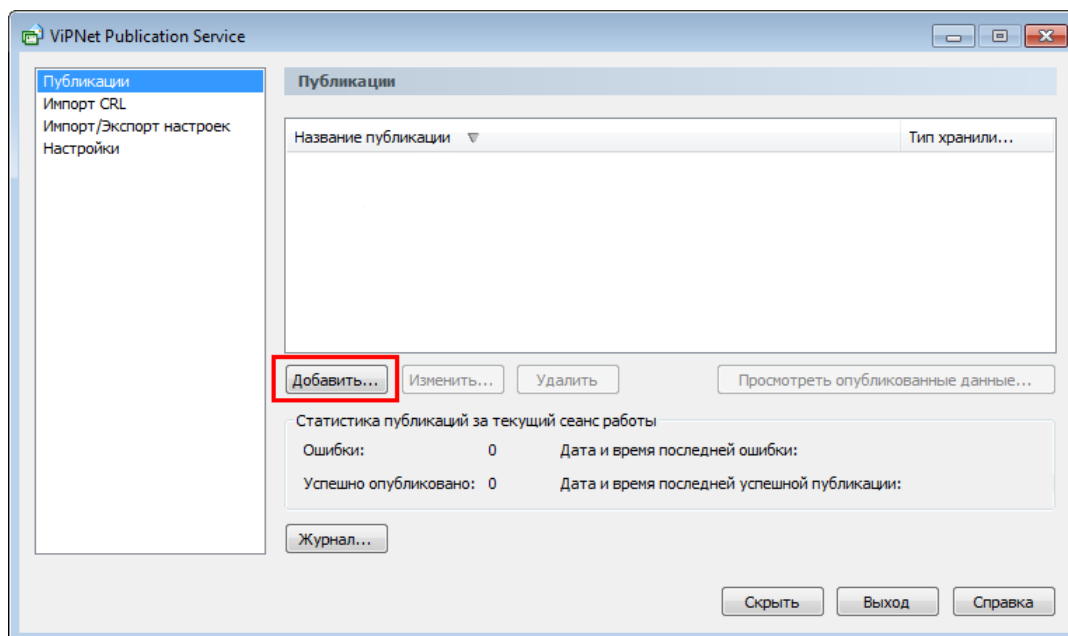 ViPNet Publication Service
Публикации
Импорт CRL
Импорт/Экспорт настроек
Настройки
Публикации
Название публикации
Тип хранили...
Добавить...
Изменить...
Удалить
Просмотреть опубликованные данные...
Статистика публикаций за текущий сеанс работы
Ошибки: 0 Дата и время последней ошибки:
Успешно опубликовано: 0 Дата и время последней успешной публикации:
Журнал...
Скрыть
Выход
Справка